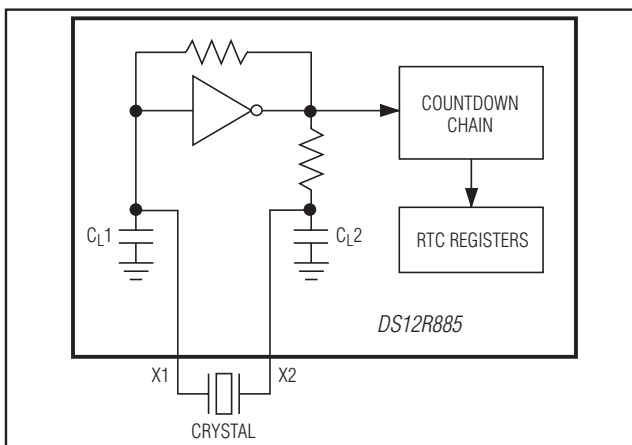 COUNTDOWN
CHAIN
CL1
CL2
RTC REGISTERS
DS12R885
X1
X2
CRYSTAL